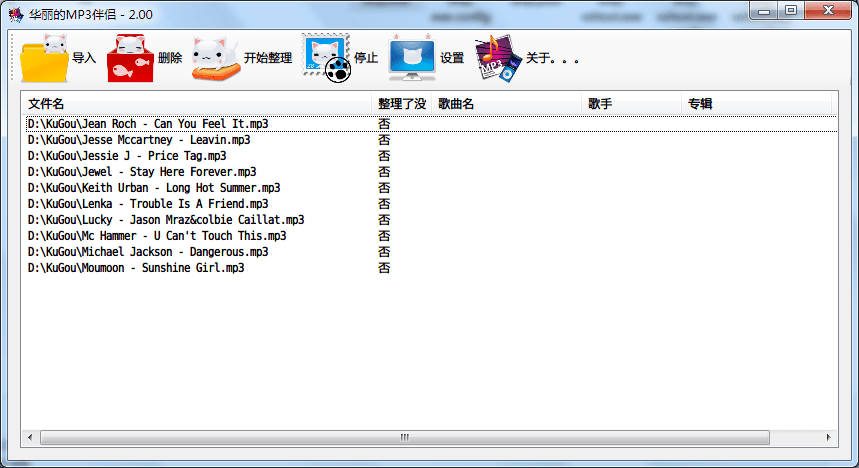 华丽的MP3伴侣 - 2.00
导入 删除 开始整理 停止 设置 关于。。。
文件名 整理了没 歌曲名 歌手 专辑
D:\KuGou\Jean Roch - Can You Feel It.mp3 否
D:\KuGou\Jesse Mccartney - Leavin.mp3 否
D:\KuGou\Jessie J - Price Tag.mp3 否
D:\KuGou\Jewel - Stay Here Forever.mp3 否
D:\KuGou\Keith Urban - Long Hot Summer.mp3 否
D:\KuGou\Lenka - Trouble Is A Friend.mp3 否
D:\KuGou\Lucky - Jason Mraz&colbie Caillat.mp3 否
D:\KuGou\Mc Hammer - U Can't Touch This.mp3 否
D:\KuGou\Michael Jackson - Dangerous.mp3 否
D:\KuGou\Moumoon - Sunshine Girl.mp3 否